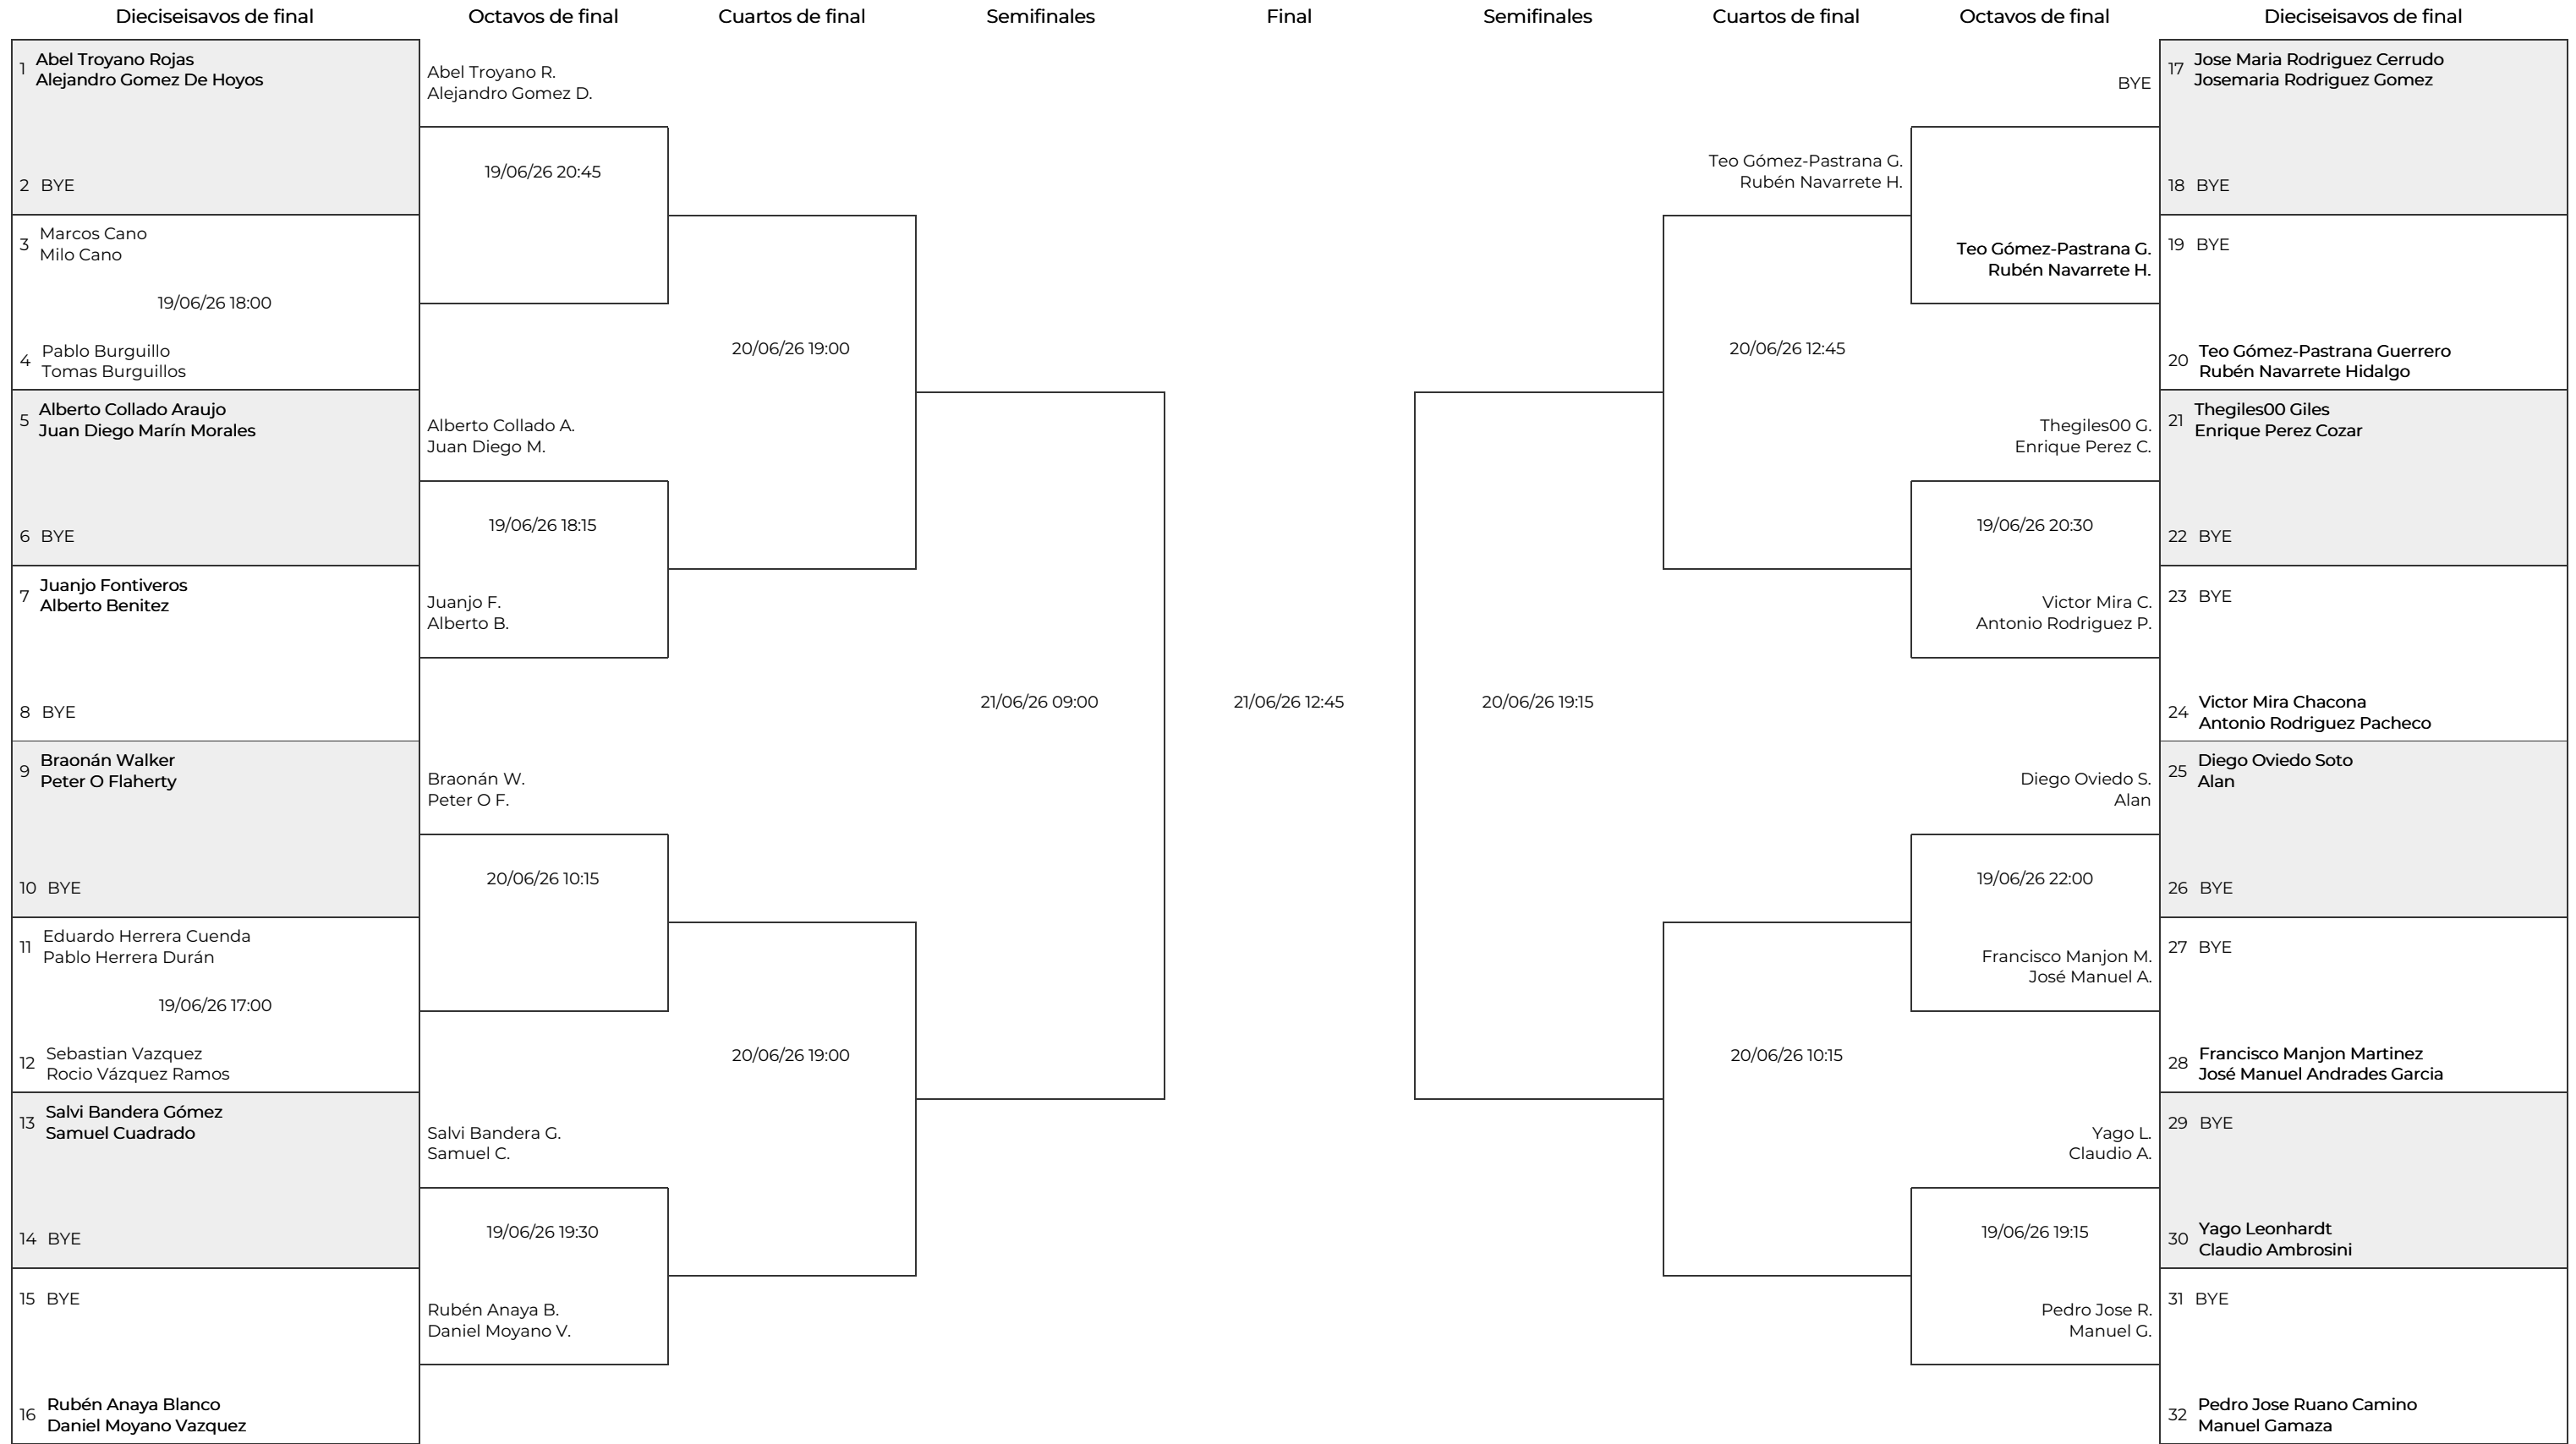 Dieciseisavos de final
Octavos de final
Cuartos de final
Semifinales
Final
Semifinales
Cuartos de final
Octavos de final
Dieciseisavos de final
1 Abel Troyano Rojas
Alejandro Gomez De Hoyos
2 BYE
3 Marcos Cano
Milo Cano
19/06/26 18:00
4 Pablo Burguillo
Tomas Burguillos
5 Alberto Collado Araujo
Juan Diego Marín Morales
6 BYE
7 Juanjo Fontiveros
Alberto Benitez
8 BYE
9 Braonán Walker
Peter O Flaherty
10 BYE
11 Eduardo Herrera Cuenda
Pablo Herrera Durán
19/06/26 17:00
12 Sebastian Vazquez
Rocio Vázquez Ramos
13 Salvi Bandera Gómez
Samuel Cuadrado
14 BYE
15 BYE
16 Rubén Anaya Blanco
Daniel Moyano Vazquez
Abel Troyano R.
Alejandro Gomez D.
19/06/26 20:45
Alberto Collado A.
Juan Diego M.
19/06/26 18:15
Juanjo F.
Alberto B.
Braonán W.
Peter O F.
20/06/26 10:15
Salvi Bandera G.
Samuel C.
19/06/26 19:30
Rubén Anaya B.
Daniel Moyano V.
20/06/26 19:00
20/06/26 19:00
21/06/26 09:00
21/06/26 12:45
20/06/26 19:15
Teo Gómez-Pastrana G.
Rubén Navarrete H.
20/06/26 12:45
20/06/26 10:15
BYE
Teo Gómez-Pastrana G.
Rubén Navarrete H.
Thegiles00 G.
Enrique Perez C.
19/06/26 20:30
Victor Mira C.
Antonio Rodriguez P.
Diego Oviedo S.
Alan
19/06/26 22:00
Francisco Manjon M.
José Manuel A.
Yago L.
Claudio A.
19/06/26 19:15
Pedro Jose R.
Manuel G.
17 Jose Maria Rodriguez Cerrudo
Josemaria Rodriguez Gomez
18 BYE
19 BYE
20 Teo Gómez-Pastrana Guerrero
Rubén Navarrete Hidalgo
21 Thegiles00 Giles
Enrique Perez Cozar
22 BYE
23 BYE
24 Victor Mira Chacona
Antonio Rodriguez Pacheco
25 Diego Oviedo Soto
Alan
26 BYE
27 BYE
28 Francisco Manjon Martinez
José Manuel Andrades Garcia
29 BYE
30 Yago Leonhardt
Claudio Ambrosini
31 BYE
32 Pedro Jose Ruano Camino
Manuel Gamaza